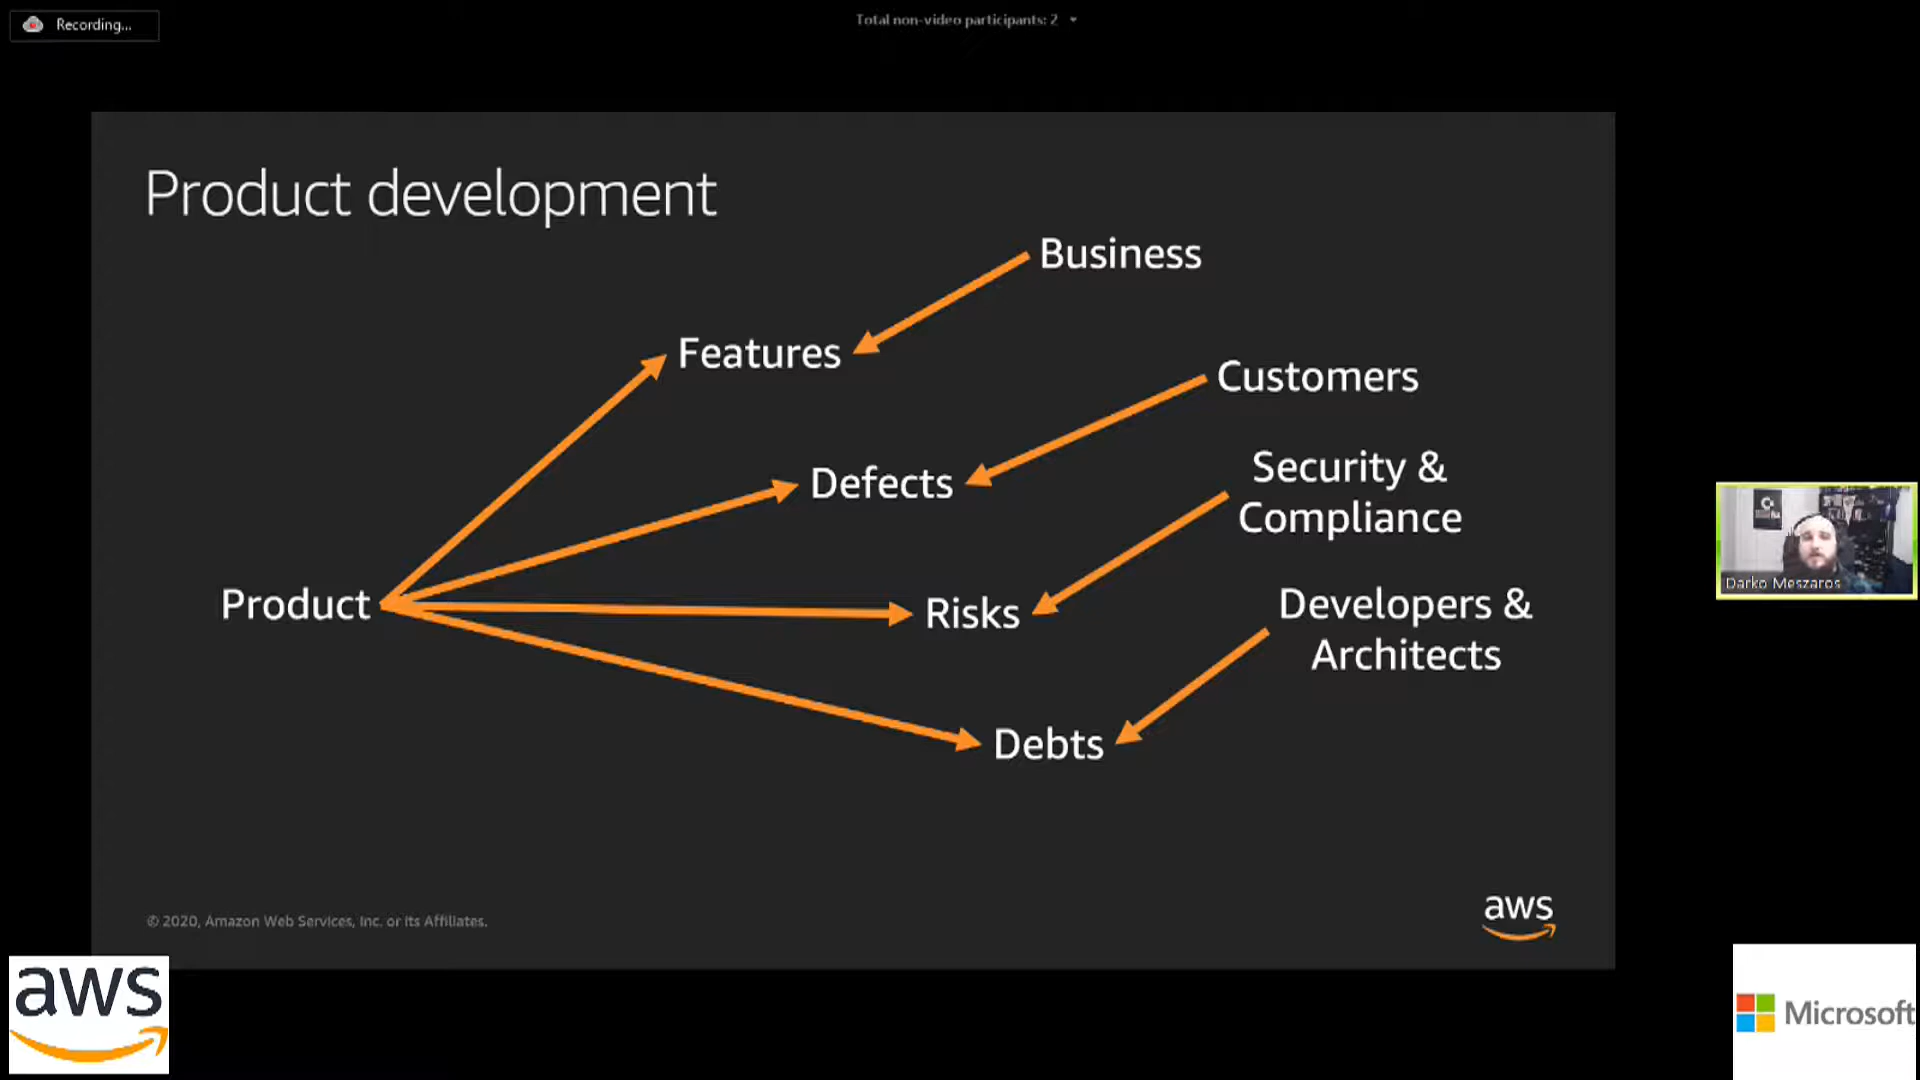 Recording...
Total non-video participants: 2
Product development
Business
Features
Customers
Defects
Security &
Compliance
Product
Risks
Developers &
Architects
Debts
Darko Meszaros
© 2020, Amazon Web Services, Inc. or its Affiliates.
aws
aws
Microsoft